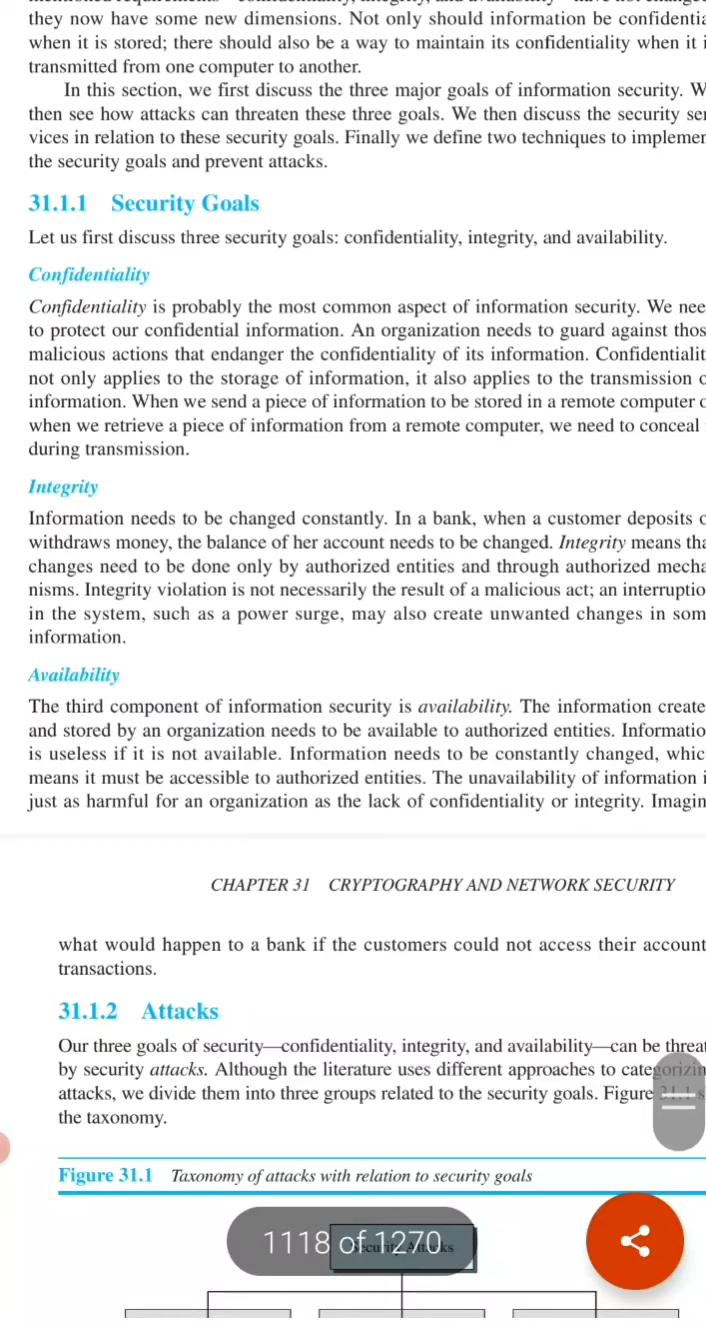 they now have some new dimensions. Not only should information be
when it is stored; there should also be a way to maintain its confidentiality when it
transmitted from one computer to another.
In this section, we first discuss the three major goals of information security.
then see how attacks can threaten these three goals. We then discuss the security
vices in relation to these security goals. Finally we define two techniques to
the security goals and prevent attacks.
31.1.1 Security Goals
Let us first discuss three security goals: confidentiality, integrity, and availability.
Confidentiality
Confidentiality is probably the most common aspect of information security. We nee
to protect our confidential information. An organization needs to guard against thos
malicious actions that endanger the confidentiality of its information. Confidentialit
not only applies to the storage of information, it also applies to the transmission
information. When we send a piece of information to be stored in a remote computer
when we retrieve a piece of information from a remote computer, we need to conceal
during transmission.
Integrity
Information needs to be changed constantly. In a bank, when a customer deposits
withdraws money, the balance of her account needs to be changed. Integrity means tha
changes need to be done only by authorized entities and through authorized mecha
nisms. Integrity violation is not necessarily the result of a malicious act; an interruptio
in the system, such as a power surge, may also create unwanted changes in som
information.
Availability
The third component of information security is availability. The information create
and stored by an organization needs to be available to authorized entities. Informatio
is useless if it is not available. Information needs to be constantly changed, whic
means it must be accessible to authorized entities. The unavailability of information i
just as harmful for an organization as the lack of confidentiality or integrity. Imagin
CHAPTER 31 CRYPTOGRAPHY AND NETWORK SECURITY
what would happen to a bank if the customers could not access their account
transactions.
31.1.2 Attacks
Our three goals of security—confidentiality, integrity, and availability—can be threat
by security attacks. Although the literature uses different approaches to categorizin
attacks, we divide them into three groups related to the security goals. Figure 31.1 s
the taxonomy.
Figure 31.1 Taxonomy of attacks with relation to security goals
1118 of 1270